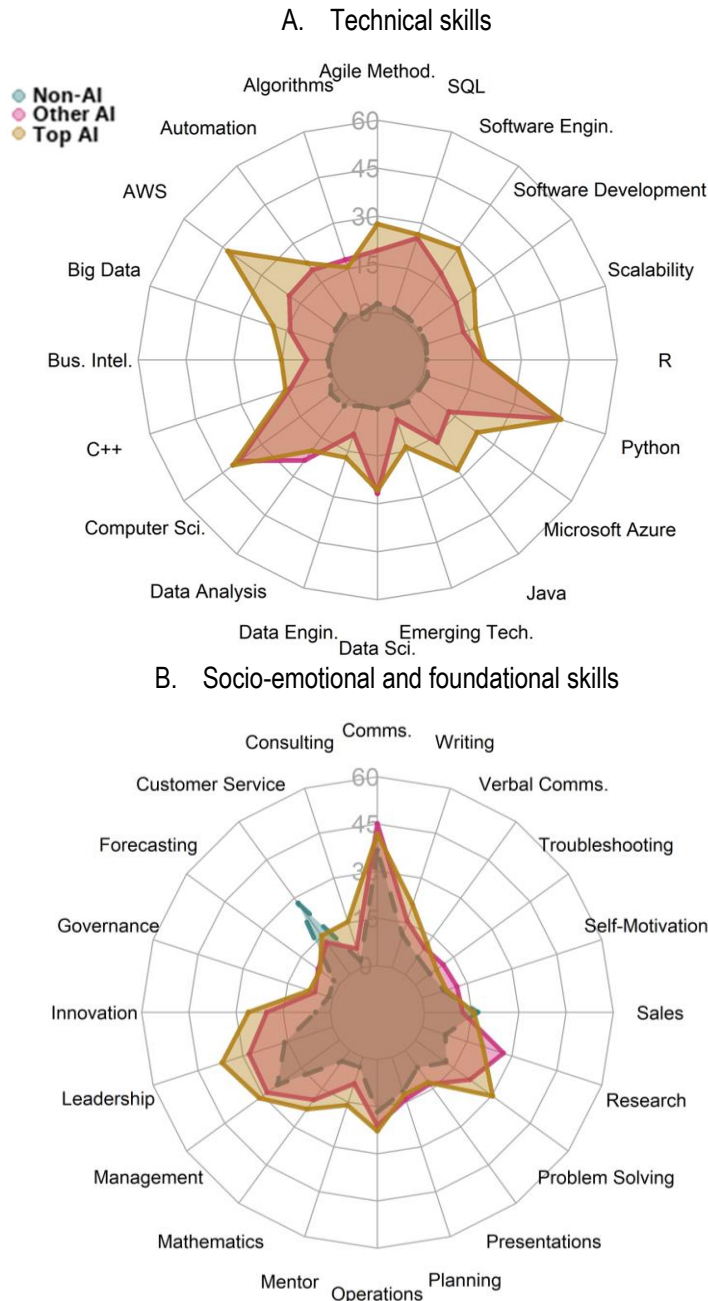 A. Technical skills
Non-AI
Other AI
Top AI
Agile Method.
SQL
Software Engin.
Software Development
Scalability
R
Python
Microsoft Azure
Java
Emerging Tech.
Data Sci.
Data Engin.
Data Analysis
Computer Sci.
C++
Bus. Intel.
Big Data
AWS
Automation
Algorithms
60
45
30
15
0
B. Socio-emotional and foundational skills
Comms.
Writing
Verbal Comms.
Troubleshooting
Self-Motivation
Sales
Research
Problem Solving
Presentations
Planning
Operations
Mentor
Mathematics
Management
Leadership
Innovation
Governance
Forecasting
Customer Service
Consulting
60
45
0